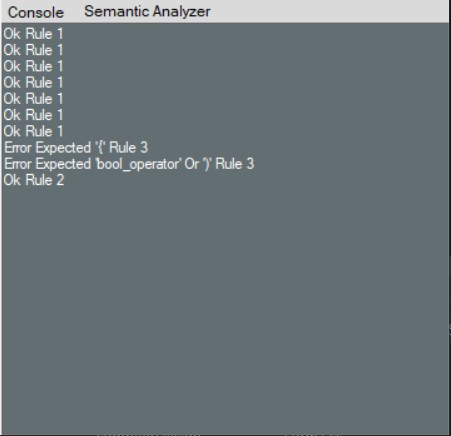 Console Semantic Analyzer
Ok Rule 1
Ok Rule 1
Ok Rule 1
Ok Rule 1
Ok Rule 1
Ok Rule 1
Ok Rule 1
Error Expected '{' Rule 3
Error Expected 'bool_operator' Or ')' Rule 3
Ok Rule 2